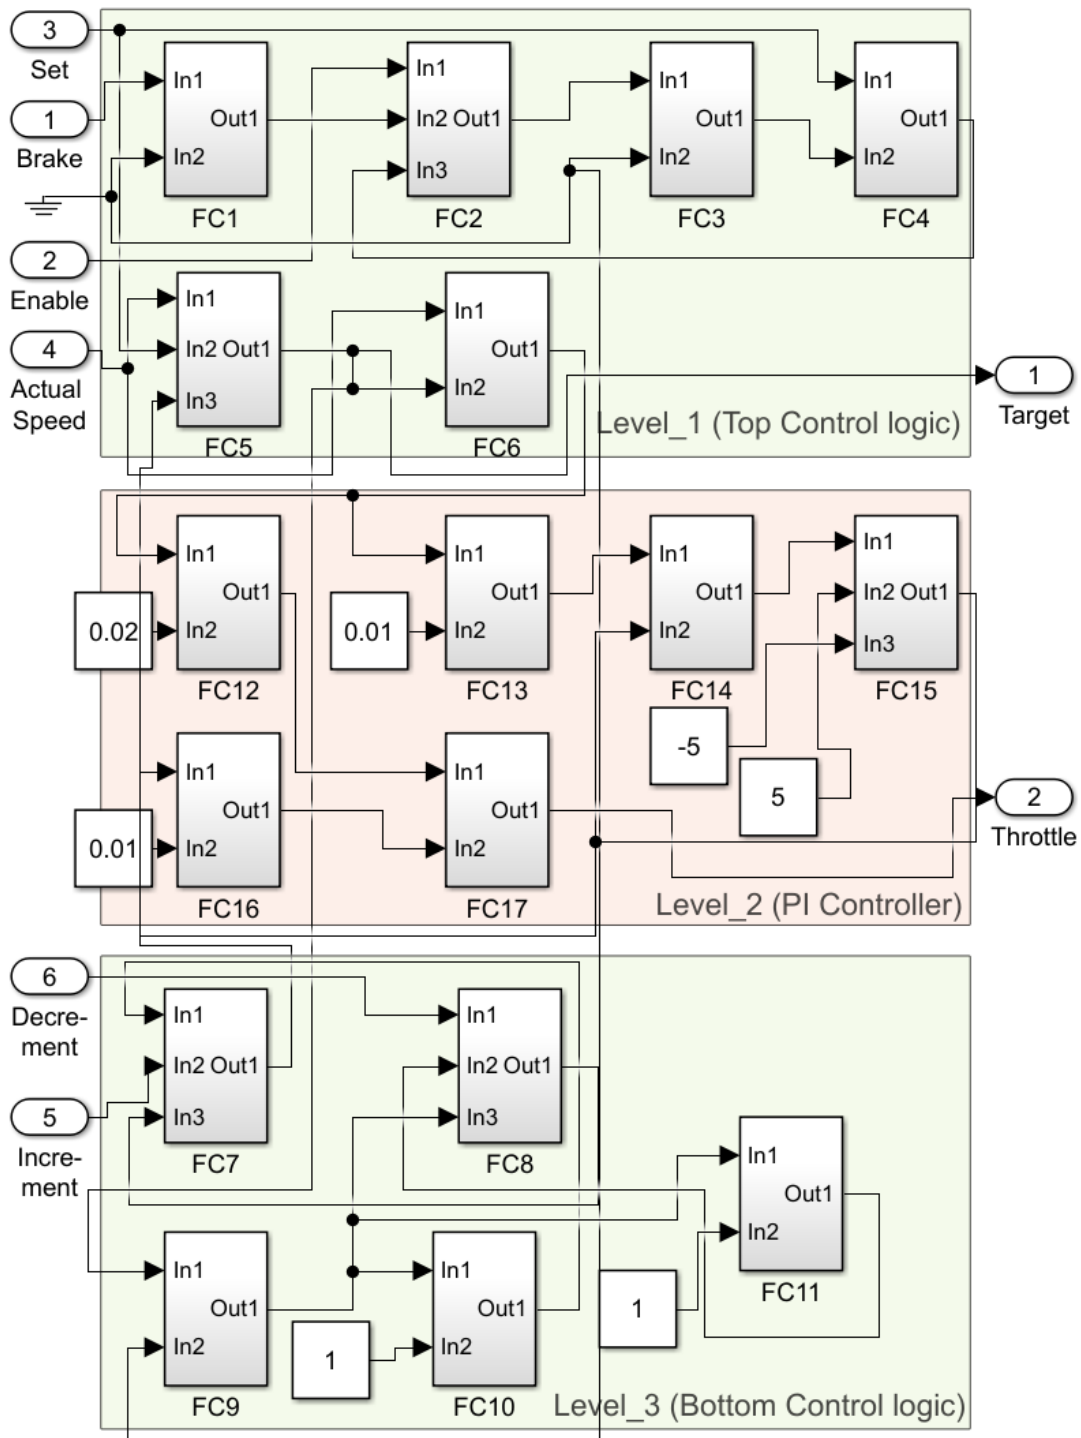 3
Set
In1
In2
Out1
FC1
In1
In2 Out1
In3
FC2
In1
In2
Out1
FC3
In1
In2
Out1
FC4
1
Brake
2
Enable
4
Actual
Speed
In1
In2 Out1
In3
FC5
In1
In2
Out1
FC6
1
Target
Level_1 (Top Control logic)
In1
Out1
In2
FC12
0.02
In1
Out1
In2
FC13
0.01
In1
Out1
In2
FC14
In1
In2 Out1
In3
FC15
-5
5
In1
Out1
In2
FC16
0.01
In1
Out1
In2
FC17
2
Throttle
Level_2 (PI Controller)
6
Decre-
ment
5
Incre-
ment
In1
In2 Out1
In3
FC7
In1
In2 Out1
In3
FC8
In1
Out1
In2
FC11
1
In1
Out1
In2
FC9
1
In1
Out1
In2
FC10
Level_3 (Bottom Control logic)